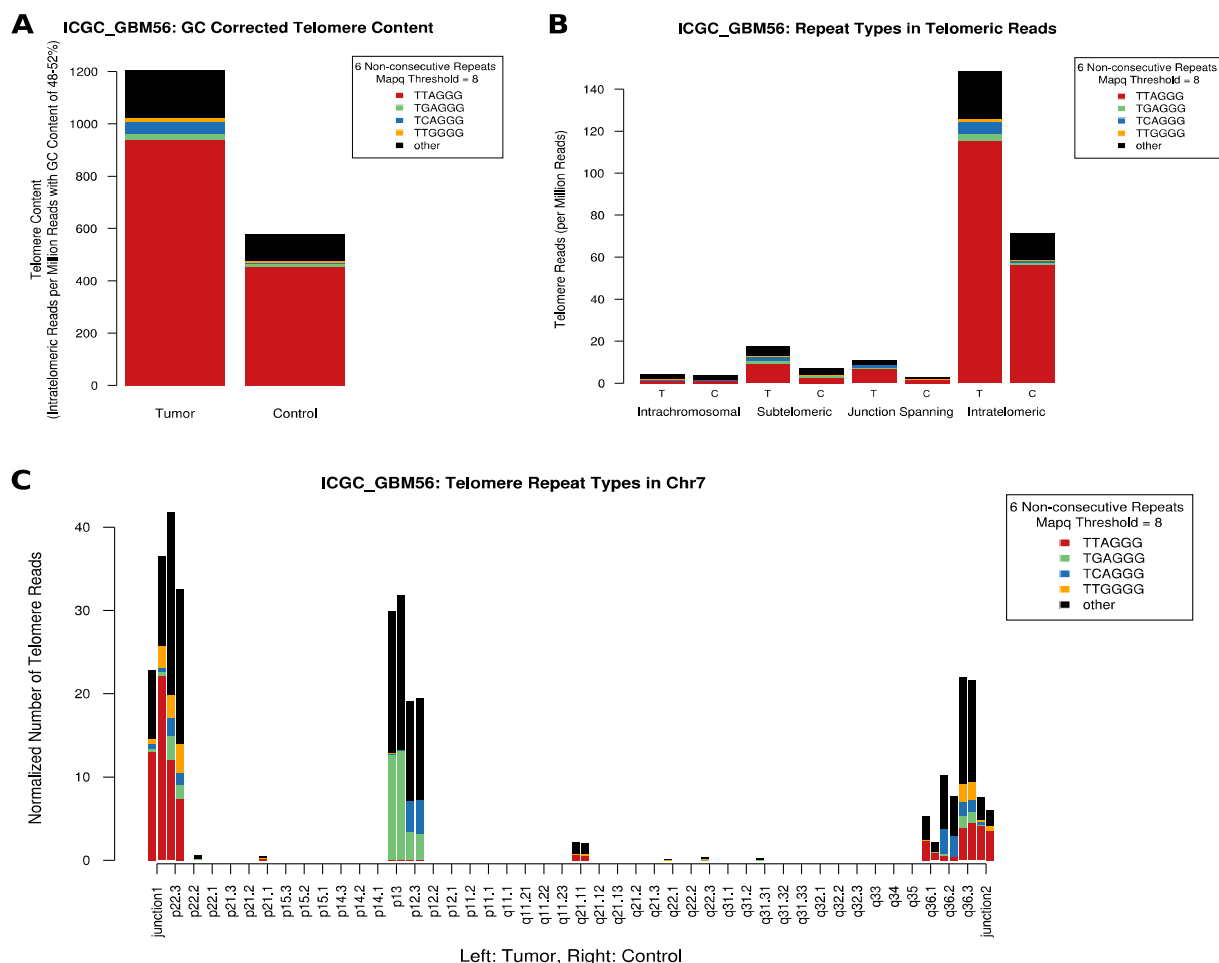 A
ICGC_GBM56: GC Corrected Telomere Content
Telomere Content
(Intratelomeric Reads per Million Reads with GC Content of 48-52%)
1200
1000
800
600
400
200
0
Tumor
Control
6 Non-consecutive Repeats
Mapq Threshold = 8
TTAGGG
TGAGGG
TCAGGG
TTGGGG
other
B
ICGC_GBM56: Repeat Types in Telomeric Reads
Telomere Reads (per Million Reads)
140
120
100
80
60
40
20
0
T C T C T C T C
Intrachromosomal Subtelomeric Junction Spanning Intratelomeric
6 Non-consecutive Repeats
Mapq Threshold = 8
TTAGGG
TGAGGG
TCAGGG
TTGGGG
other
C
ICGC_GBM56: Telomere Repeat Types in Chr7
Normalized Number of Telomere Reads
40
30
20
10
0
junction1
p22.3
p22.2
p22.1
p21.3
p21.2
p21.1
p15.3
p15.2
p15.1
p14.3
p14.2
p14.1
p13
p12.3
p12.2
p12.1
p11.2
p11.1
q11.1
q11.21
q11.22
q11.23
q21.11
q21.12
q21.13
q21.2
q21.3
q22.1
q22.2
q22.3
q31.1
q31.2
q31.31
q31.32
q31.33
q32.1
q32.2
q32.3
q33
q34
q35
q36.1
q36.2
q36.3
junction2
Left: Tumor, Right: Control
6 Non-consecutive Repeats
Mapq Threshold = 8
TTAGGG
TGAGGG
TCAGGG
TTGGGG
other